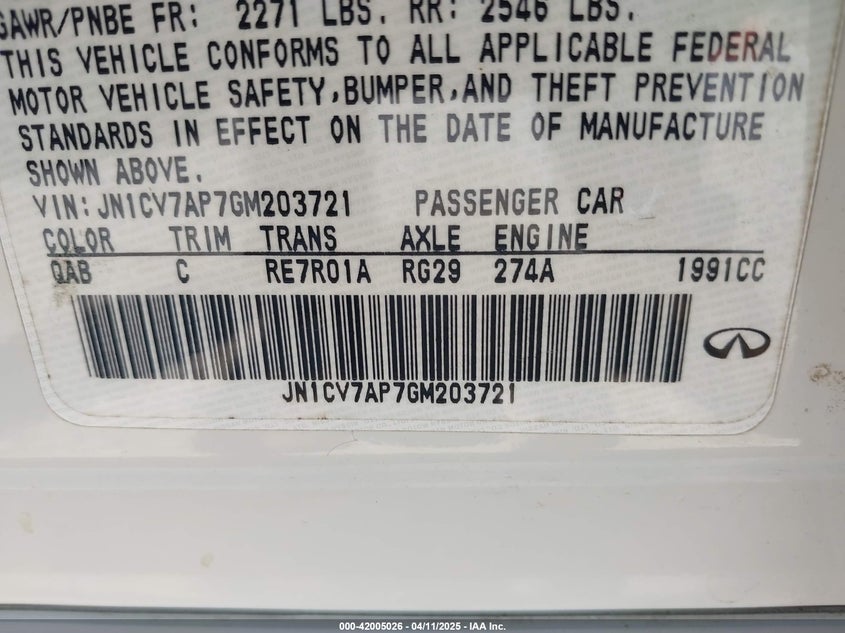 GAWR/PNBE FR: 2271 LBS. RR: 2546 LBS.
THIS VEHICLE CONFORMS TO ALL APPLICABLE FEDERAL
MOTOR VEHICLE SAFETY,BUMPER,AND THEFT PREVENTION
STANDARDS IN EFFECT ON THE DATE OF MANUFACTURE
SHOWN ABOVE.
VIN:JN1CV7AP7GM203721 PASSENGER CAR
COLOR TRIM TRANS AXLE ENGINE
QAB C RE7R01A RG29 274A 1991CC
JN1CV7AP7GM203721
000-42005026 - 04/11/2025 - IAA Inc.